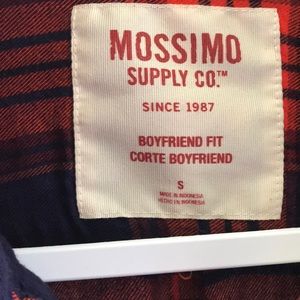 MOSSIMO
SUPPLY CO.™
SINCE 1987
BOYFRIEND FIT
CORTE BOYFRIEND
S
MADE IN INDONESIA
HECHO EN INDONESIA